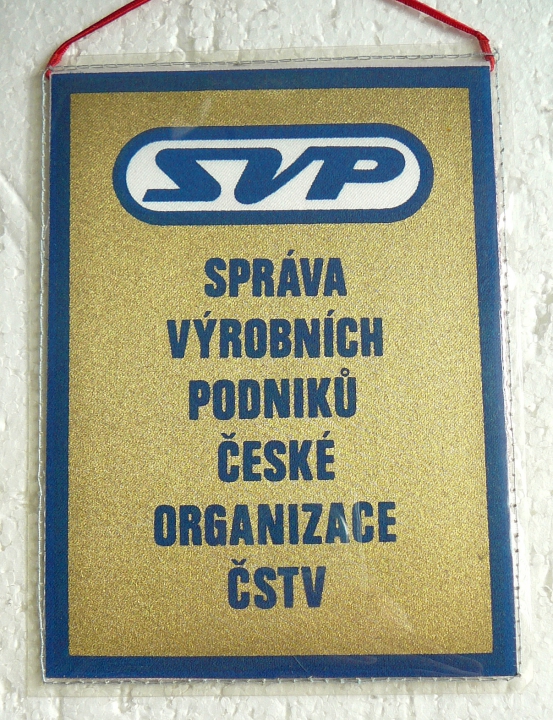 SVP
SPRÁVA
VÝROBNÍCH
PODNIKŮ
ČESKÉ
ORGANIZACE
ČSTV